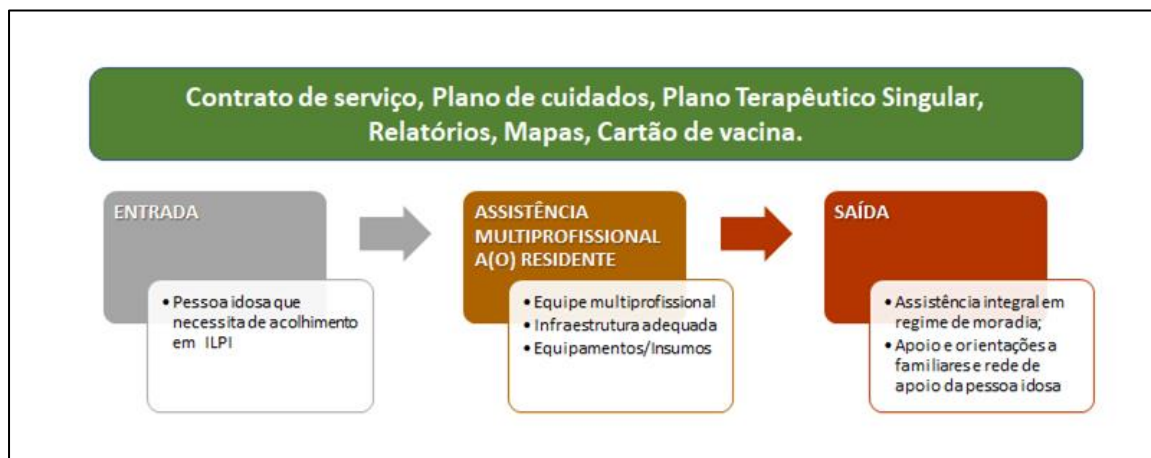 Contrato de serviço, Plano de cuidados, Plano Terapêutico Singular,
Relatórios, Mapas, Cartão de vacina.
ENTRADA
• Pessoa idosa que
necessita de acolhimento
em ILPI
ASSISTÊNCIA
MULTIPROFISSIONAL
A(O) RESIDENTE
• Equipe multiprofissional
• Infraestrutura adequada
• Equipamentos/Insumos
SAÍDA
• Assistência integral em
regime de moradia;
• Apoio e orientações a
familiares e rede de
apoio da pessoa idosa